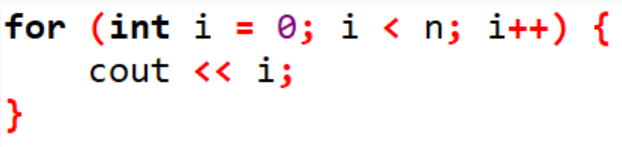 for (int i = 0; i < n; i++) {
    cout << i;
}